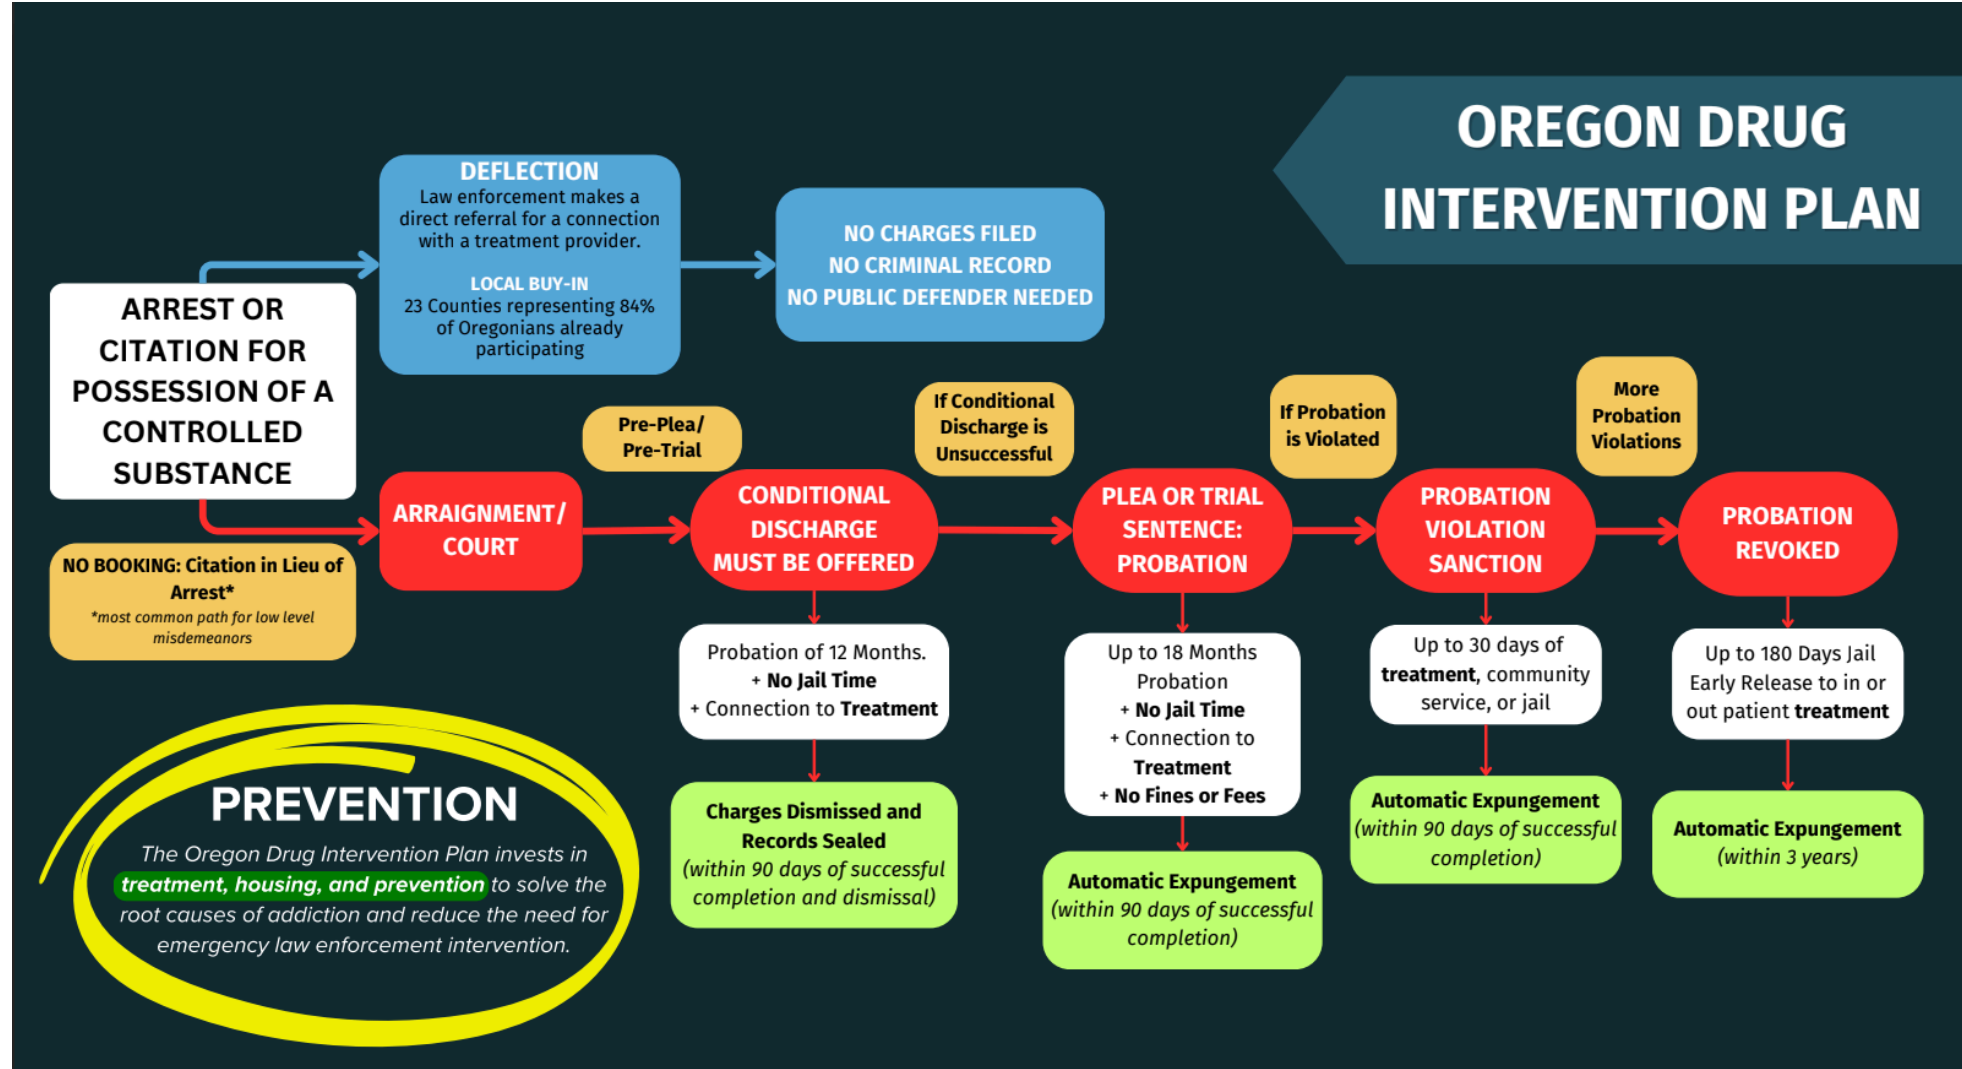 OREGON DRUG
INTERVENTION PLAN
DEFLECTION
Law enforcement makes a
direct referral for a connection
with a treatment provider.
LOCAL BUY-IN
23 Counties representing 84%
of Oregonians already
participating
NO CHARGES FILED
NO CRIMINAL RECORD
NO PUBLIC DEFENDER NEEDED
ARREST OR
CITATION FOR
POSSESSION OF A
CONTROLLED
SUBSTANCE
NO BOOKING: Citation in Lieu of
Arrest*
*most common path for low level
misdemeanors
ARRAIGNMENT/
COURT
Pre-Plea/
Pre-Trial
CONDITIONAL
DISCHARGE
MUST BE OFFERED
Probation of 12 Months.
+ No Jail Time
+ Connection to Treatment
Charges Dismissed and
Records Sealed
(within 90 days of successful
completion and dismissal)
If Conditional
Discharge is
Unsuccessful
PLEA OR TRIAL
SENTENCE:
PROBATION
Up to 18 Months
Probation
+ No Jail Time
+ Connection to
Treatment
+ No Fines or Fees
Automatic Expungement
(within 90 days of successful
completion)
If Probation
is Violated
PROBATION
VIOLATION
SANCTION
Up to 30 days of
treatment, community
service, or jail
Automatic Expungement
(within 90 days of successful
completion)
More
Probation
Violations
PROBATION
REVOKED
Up to 180 Days Jail
Early Release to in or
out patient treatment
Automatic Expungement
(within 3 years)
PREVENTION
The Oregon Drug Intervention Plan invests in
treatment, housing, and prevention to solve the
root causes of addiction and reduce the need for
emergency law enforcement intervention.